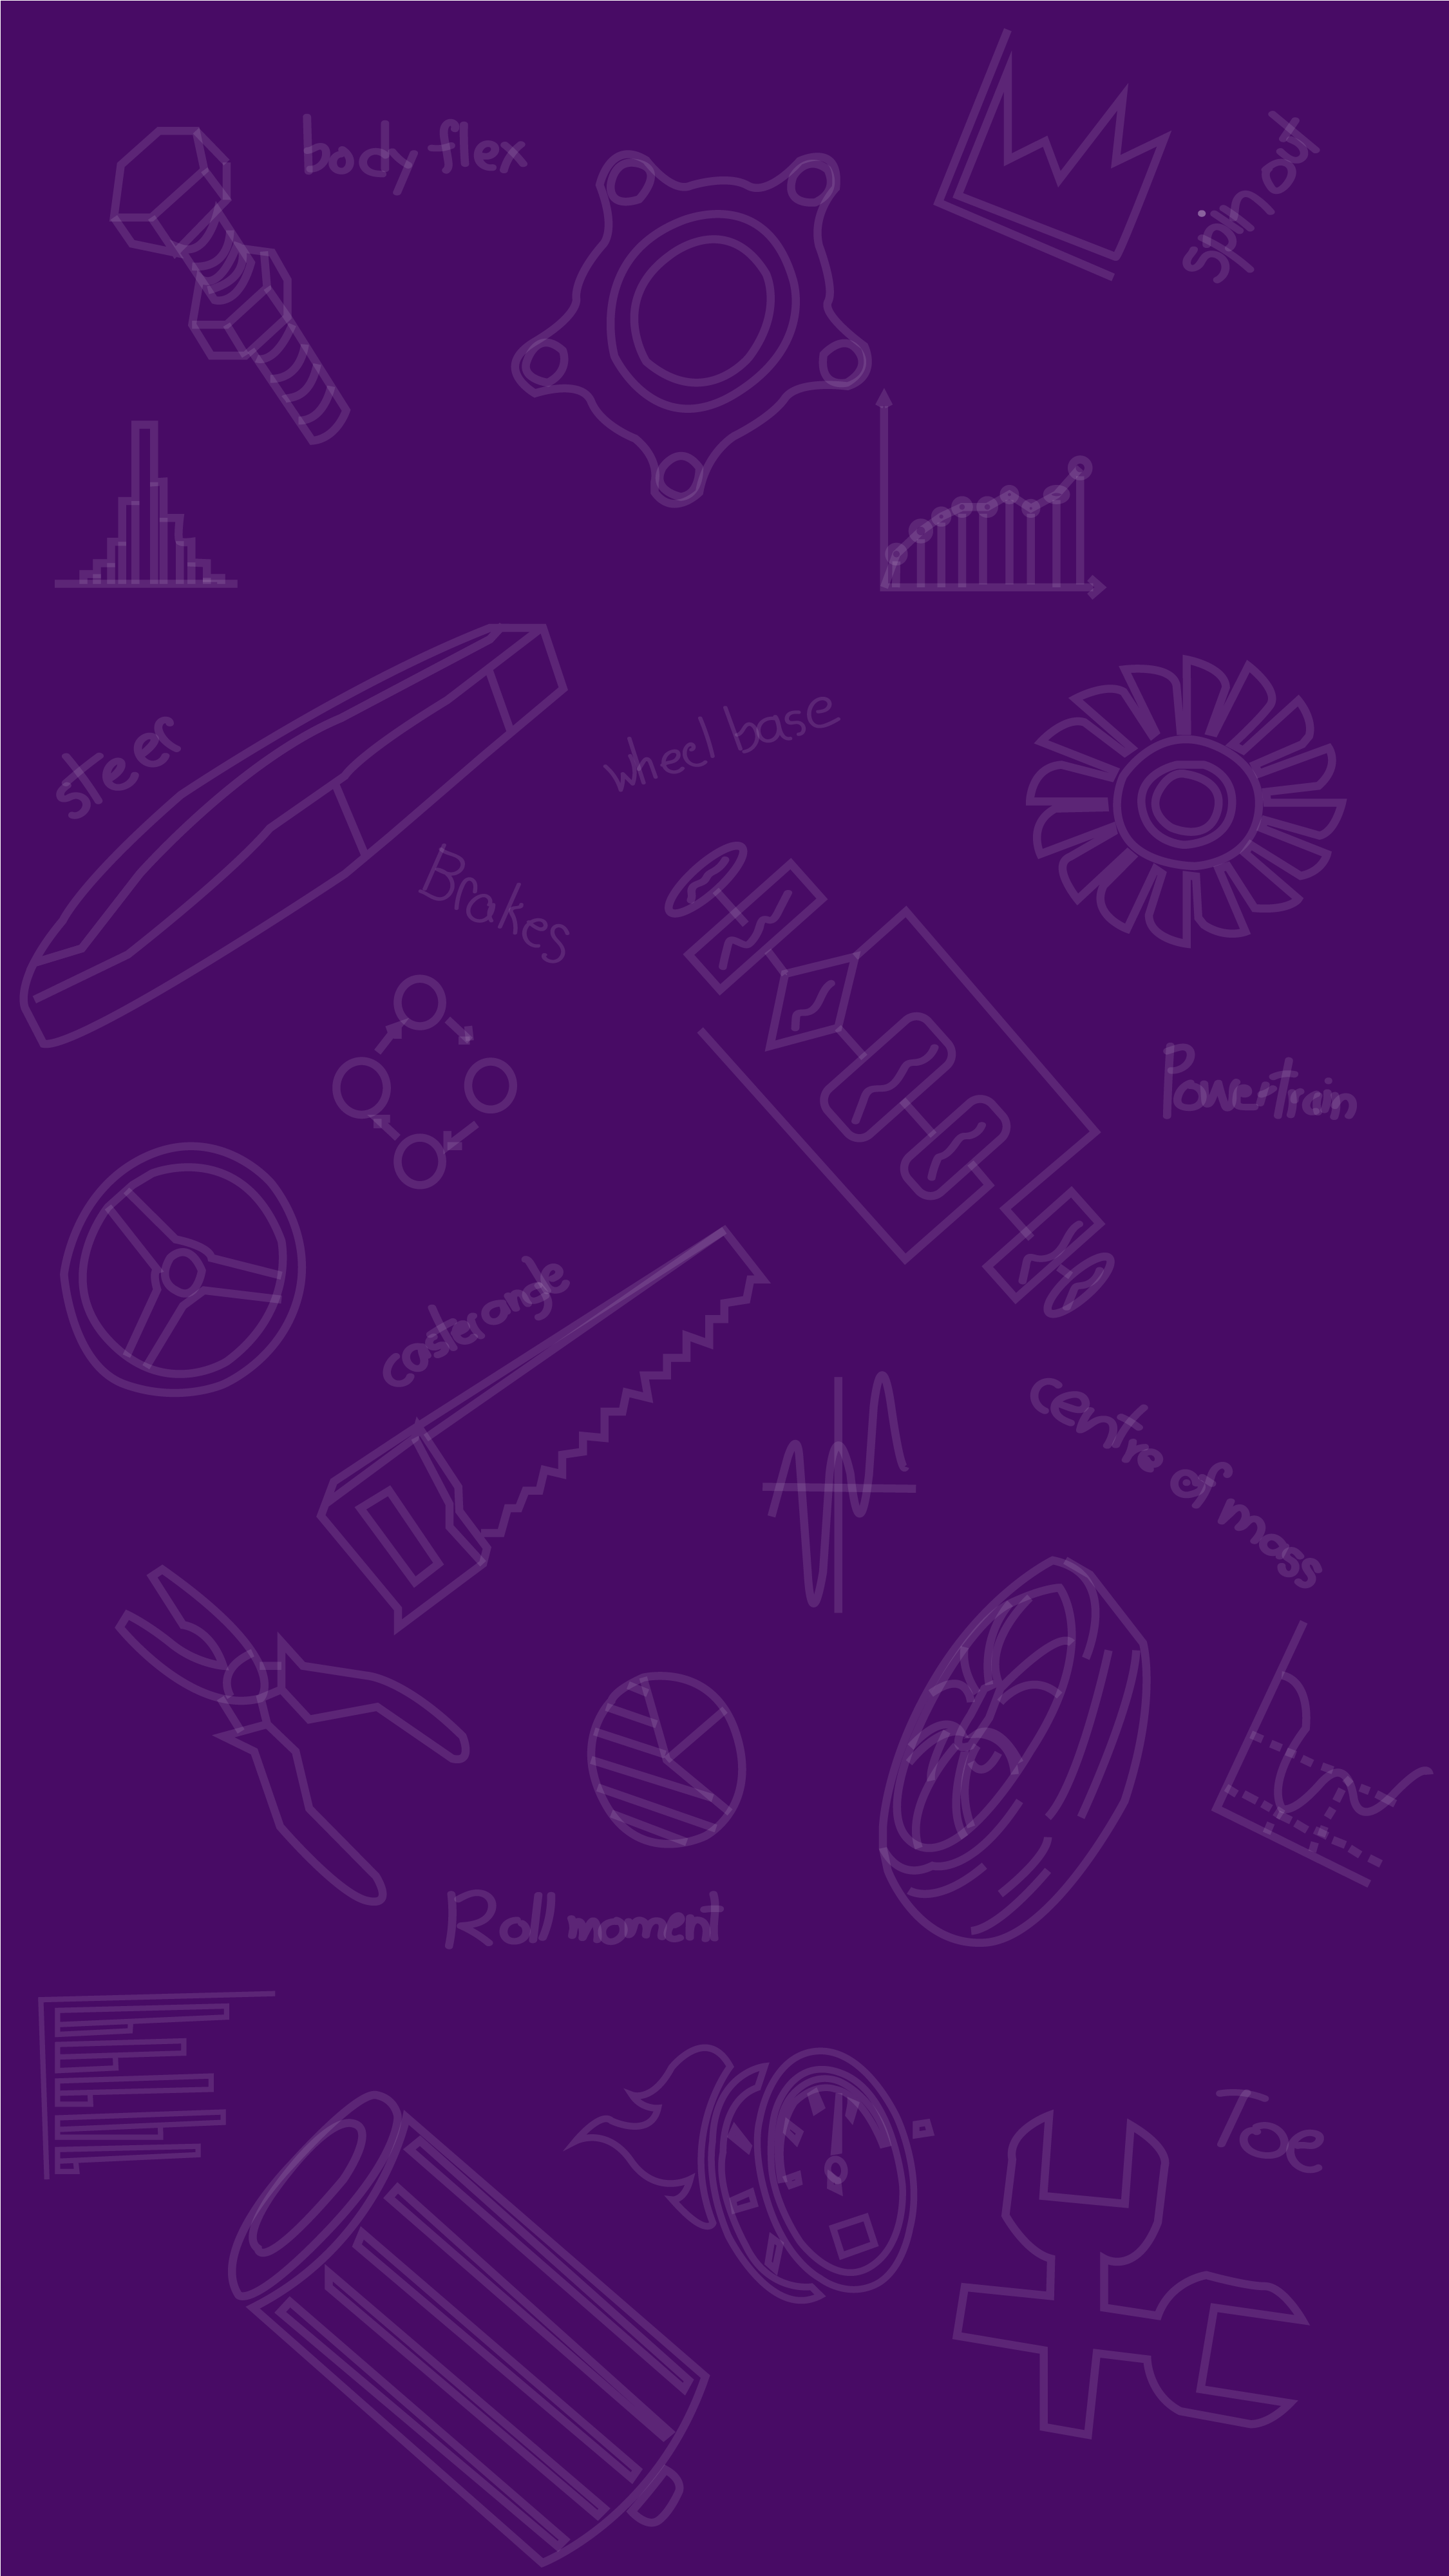 body flex
spin out
steer
wheel base
Brakes
Powertrain
caster angle
centre of mass
Roll moment
Toe